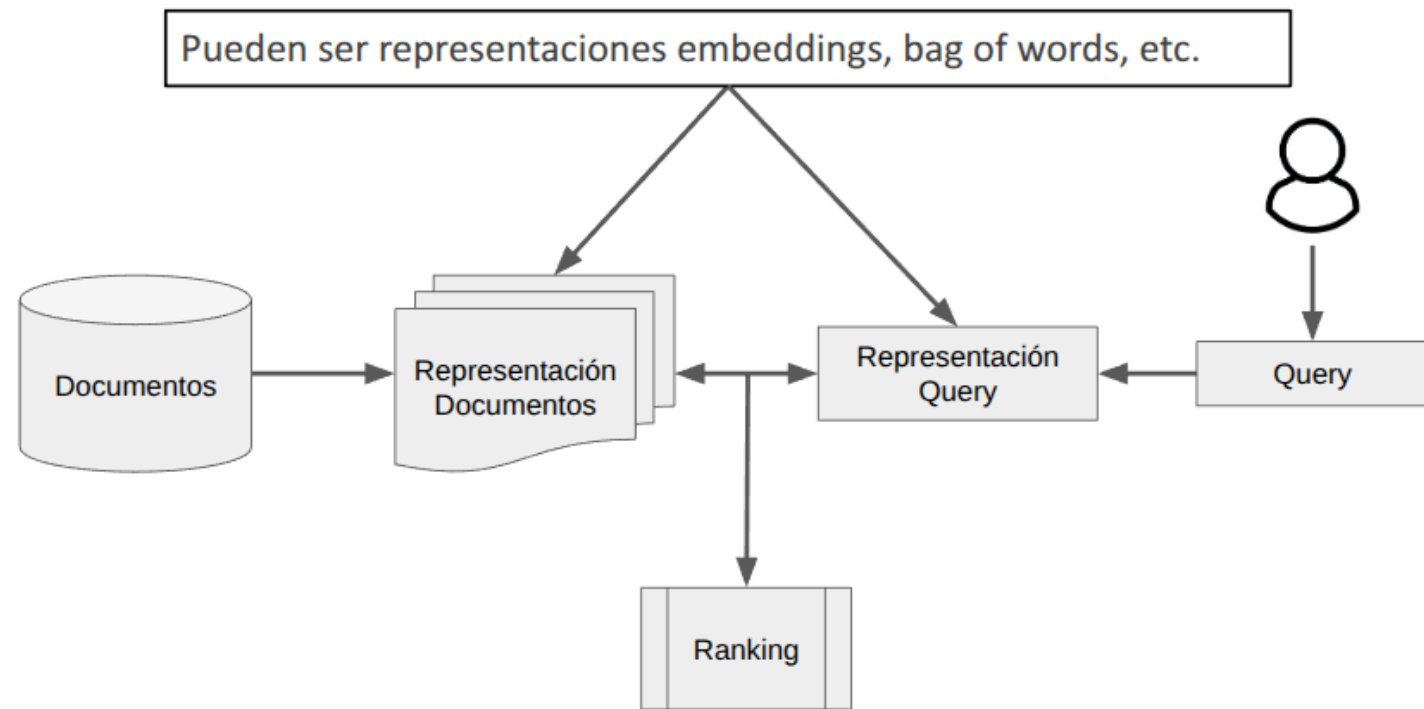 Pueden ser representaciones embeddings, bag of words, etc.
Documentos
Representación
Documentos
Representación
Query
Query
Ranking